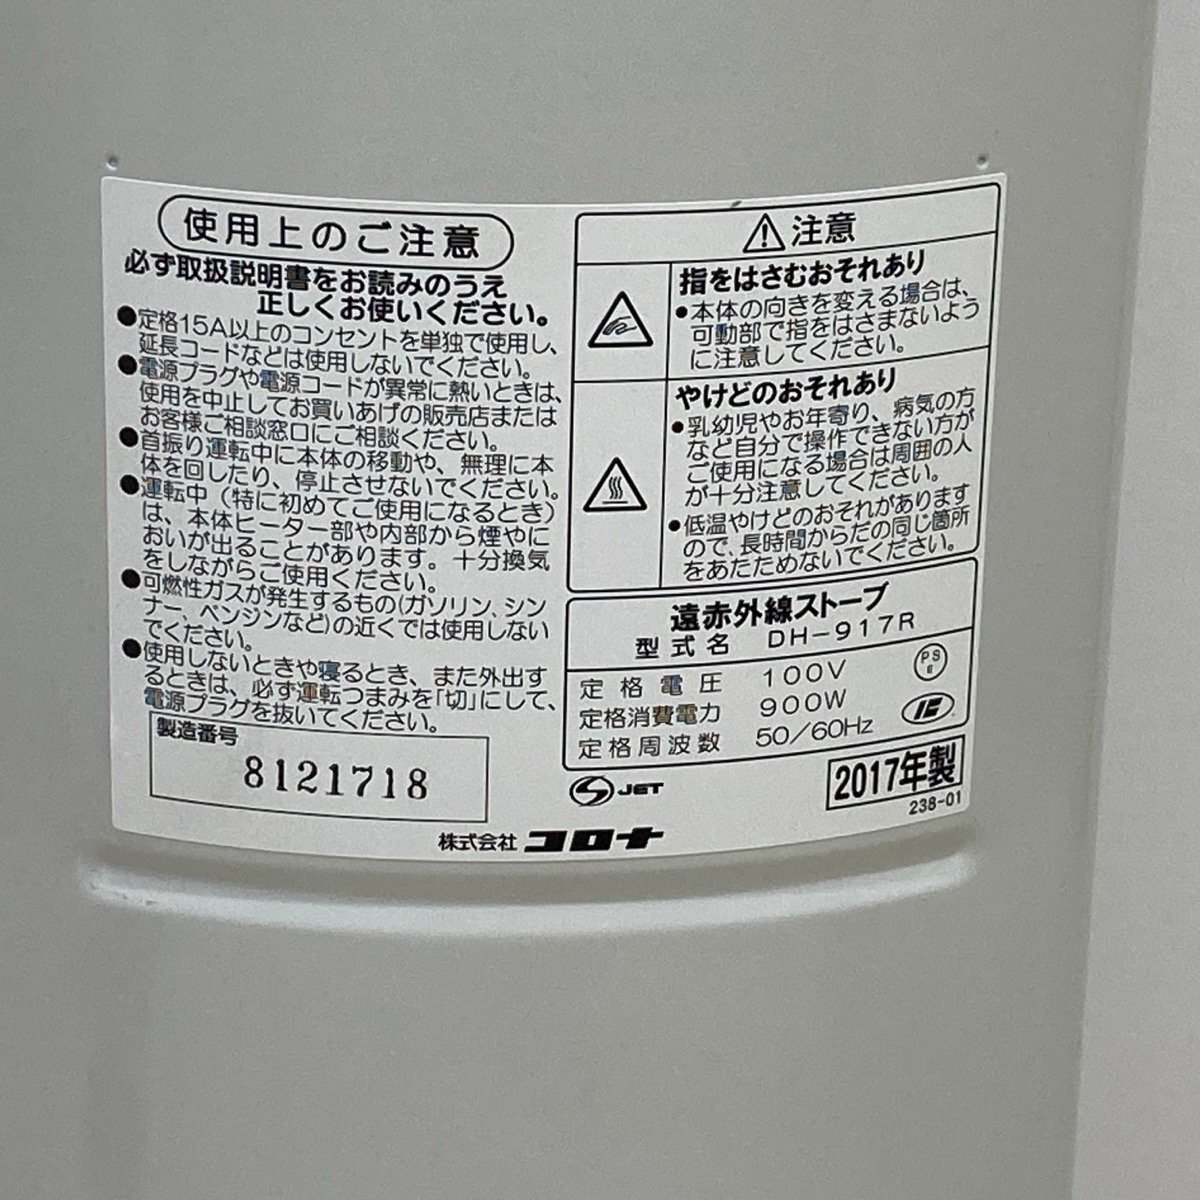 使用上のご注意
必ず取扱説明書をお読みのうえ
正しくお使いください。
●定格15A以上のコンセントを単独で使用し、
延長コードなどは使用しないでください。
●電源プラグや電源コードが異常に熱いときは、
使用を中止してお買いあげの販売店または
お客様ご相談窓口にご相談ください。
●首振り運転中に本体の移動や、無理に本
体を回したり、停止させないでください。
●運転中（特に初めてご使用になるとき）
は、本体ヒーター部や内部から煙やに
おいが出ることがあります。十分換気
をしながらご使用ください。
●可燃性ガスが発生するもの(ガソリン、シン
ナー、ベンジンなど)の近くでは使用しない
でください。
●使用しないときや寝るとき、また外出す
るときは、必ず運転つまみを「切」にして、
電源プラグを抜いてください。
製造番号
8121718
注意
指をはさむおそれあり
●本体の向きを変える場合は、
可動部で指をはさまないよう
に注意してください。
やけどのおそれあり
●乳幼児やお年寄り、病気の方
など自分で操作できない方が
ご使用になる場合は周囲の人
が十分注意してください。
●低温やけどのおそれがあります
ので、長時間からだの同じ箇所
をあたためないでください。
遠赤外線ストーブ
型式名 DH-917R
定格電圧 100V
定格消費電力 900W
定格周波数 50/60Hz
PS
E
JET
2017年製
238-01
株式会社 コロナ